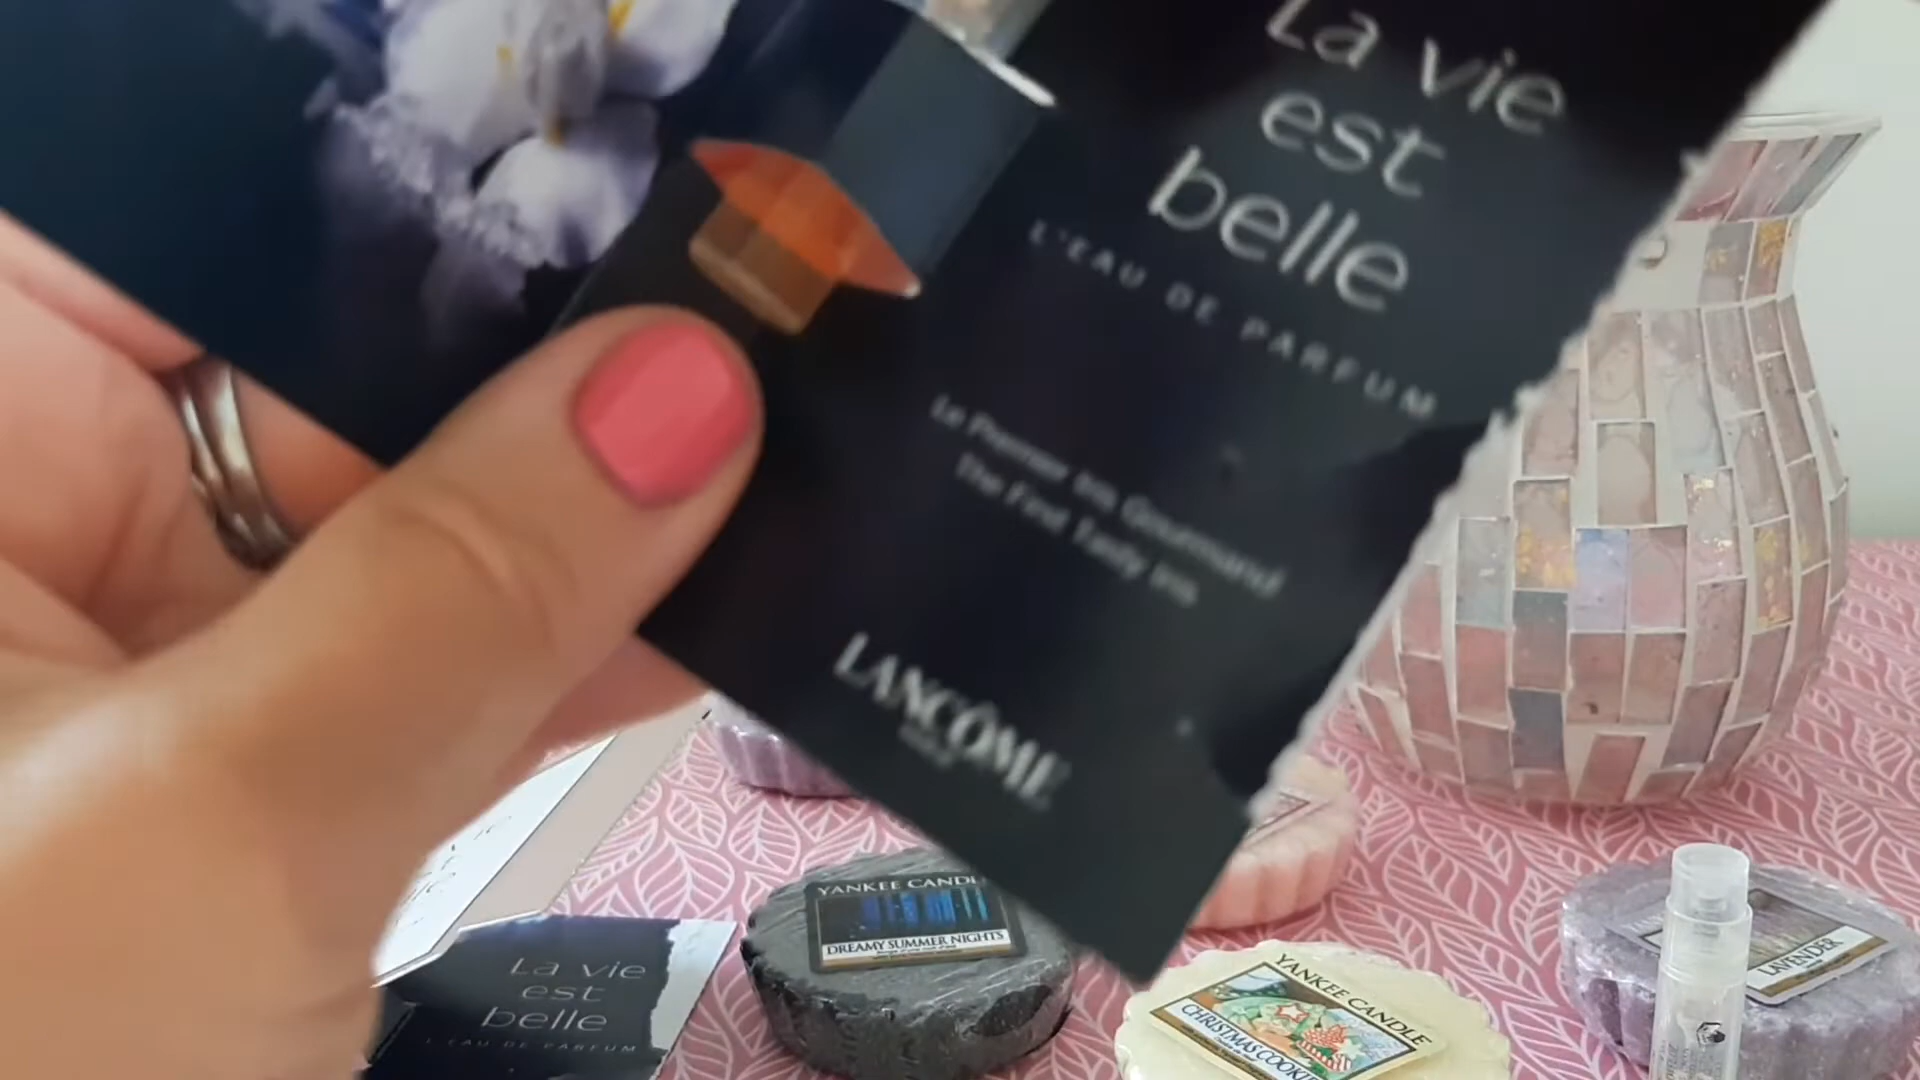 La vie
est
belle
L'EAU DE PARFUM
Le Premier Iris Gourmand
The First Tasty Iris
LANCÔME
La vie
est
belle
L'EAU DE PARFUM
YANKEE CANDL
DREAMY SUMMER NIGHTS
YANKEE CANDLE
CHRISTMAS COOKIE
LAVENDER